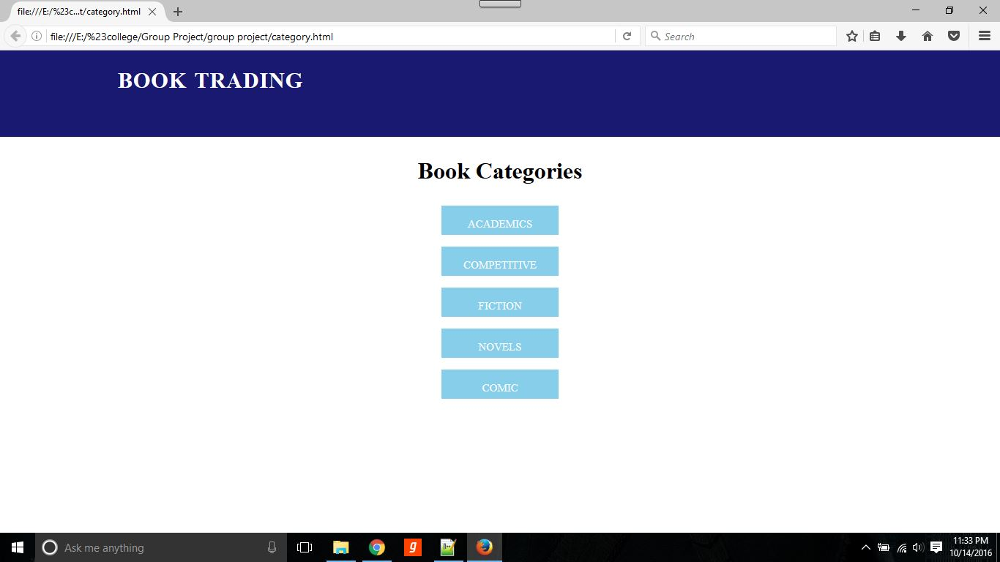 file:///E:/%23c...t/category.html
file:///E:/%23college/Group Project/group project/category.html
Search
BOOK TRADING
Book Categories
ACADEMICS
COMPETITIVE
FICTION
NOVELS
COMIC
Ask me anything
g
N++
11:33 PM
10/14/2016